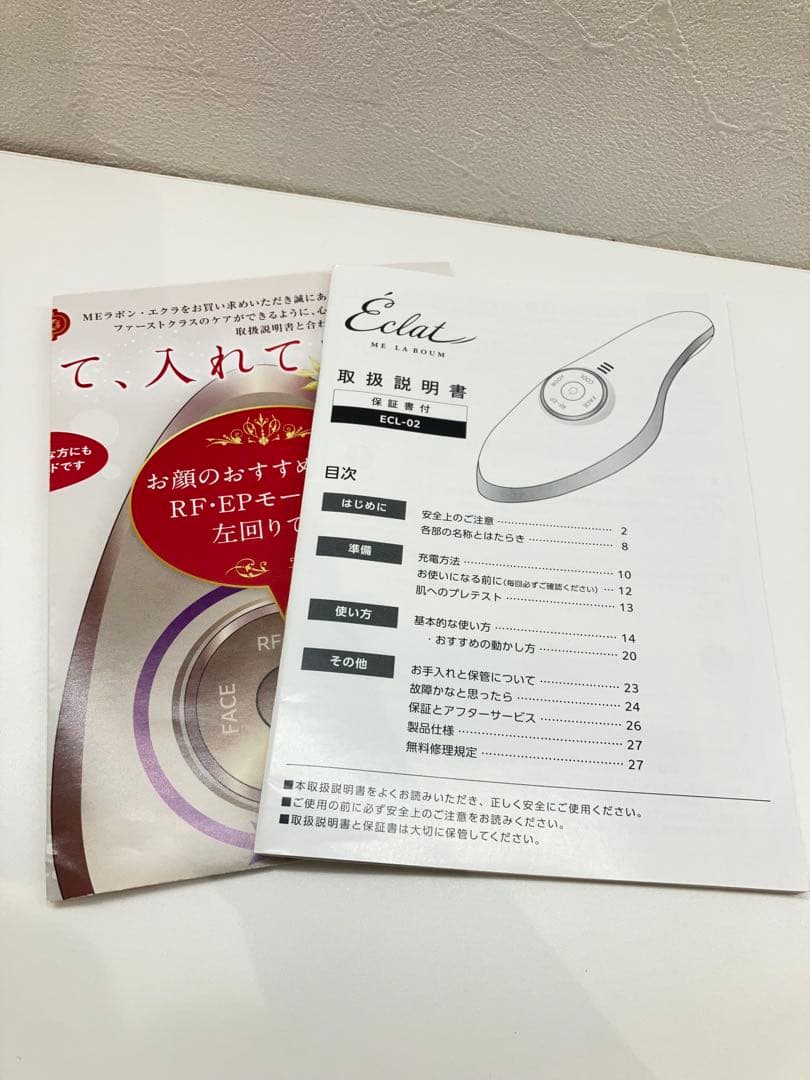 MEラボン・エクラをお買い求めいただき誠にあ
ファーストクラスのケアができるように、心
取扱説明書と合わ
て、入れて、
な方にも
ドです
お顔のおすすめ
RF・EPモー
左回りで
RF
FACE
Éclat
ME LA BOUM
取扱説明書
保証書付
ECL-02
RF・EP
FACE
COOL
MOON
目次
はじめに
安全上のご注意 …………………………… 2
各部の名称とはたらき …………………… 8
準備
充電方法 …………………………………… 10
お使いになる前に(毎回必ずご確認ください) … 12
肌へのプレテスト ………………………… 13
使い方
基本的な使い方 …………………………… 14
・おすすめの動かし方 …………………… 20
その他
お手入れと保管について ………………… 23
故障かなと思ったら ……………………… 24
保証とアフターサービス ………………… 26
製品仕様 …………………………………… 27
無料修理規定 ……………………………… 27
■本取扱説明書をよくお読みいただき、正しく安全にご使用ください。
■ご使用の前に必ず安全上のご注意をお読みください。
■取扱説明書と保証書は大切に保管してください。